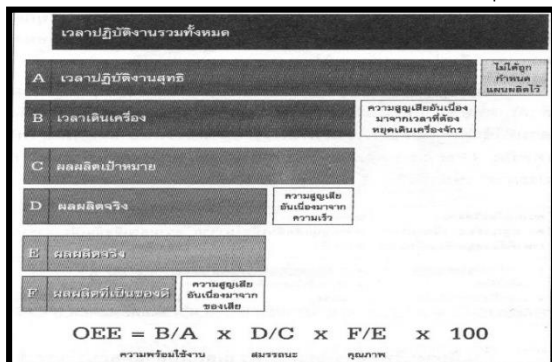 เวลาปฏิบัติงานรวมทั้งหมด
A เวลาปฏิบัติงานสุทธิ
ไม่ได้ถูก
กำหนด
แผนผลิตไว้
B เวลาเดินเครื่อง
ความสูญเสียอันเนื่อง
มาจากเวลาที่ต้อง
หยุดเดินเครื่องจักร
C ผลผลิตเป้าหมาย
D ผลผลิตจริง
ความสูญเสีย
อันเนื่องมาจาก
ความเร็ว
E ผลผลิตจริง
F ผลผลิตที่เป็นของดี
ความสูญเสีย
อันเนื่องมาจาก
ของเสีย
OEE = B/A x D/C x F/E x 100
ความพร้อมใช้งาน สมรรถนะ คุณภาพ